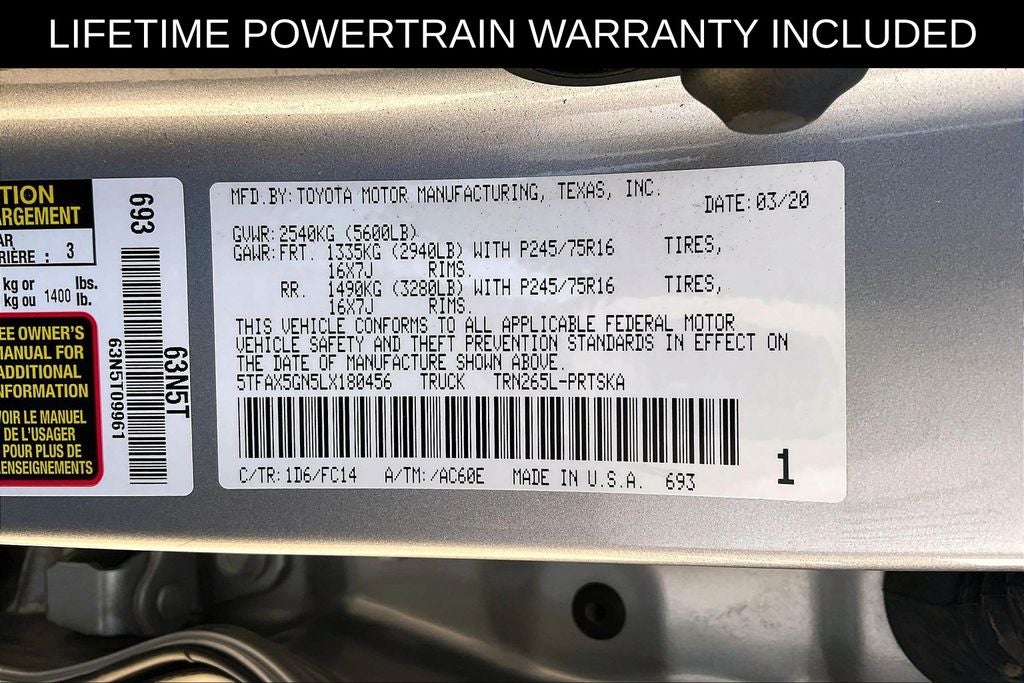 LIFETIME POWERTRAIN WARRANTY INCLUDED
MFD.BY:TOYOTA MOTOR MANUFACTURING, TEXAS, INC.
DATE:03/20
GVWR:2540KG (5600LB)
GAWR:FRT. 1335KG (2940LB) WITH P245/75R16 TIRES,
16X7J RIMS.
RR. 1490KG (3280LB) WITH P245/75R16 TIRES,
16X7J RIMS.
THIS VEHICLE CONFORMS TO ALL APPLICABLE FEDERAL MOTOR
VEHICLE SAFETY AND THEFT PREVENTION STANDARDS IN EFFECT ON
THE DATE OF MANUFACTURE SHOWN ABOVE.
5TFAX5GN5LX180456 TRUCK TRN265L-PRTSKA
C/TR:1D6/FC14 A/TM:/AC60E MADE IN U.S.A. 693
1
TION
ARGEMENT
AR
RIÈRE : 3
kg or lbs.
kg ou 1400 lb.
EE OWNER'S
MANUAL FOR
ADDITIONAL
NFORMATION
VOIR LE MANUEL
DE L'USAGER
POUR PLUS DE
ENSEIGNEMENTS
693
63N5T09961
63N5T